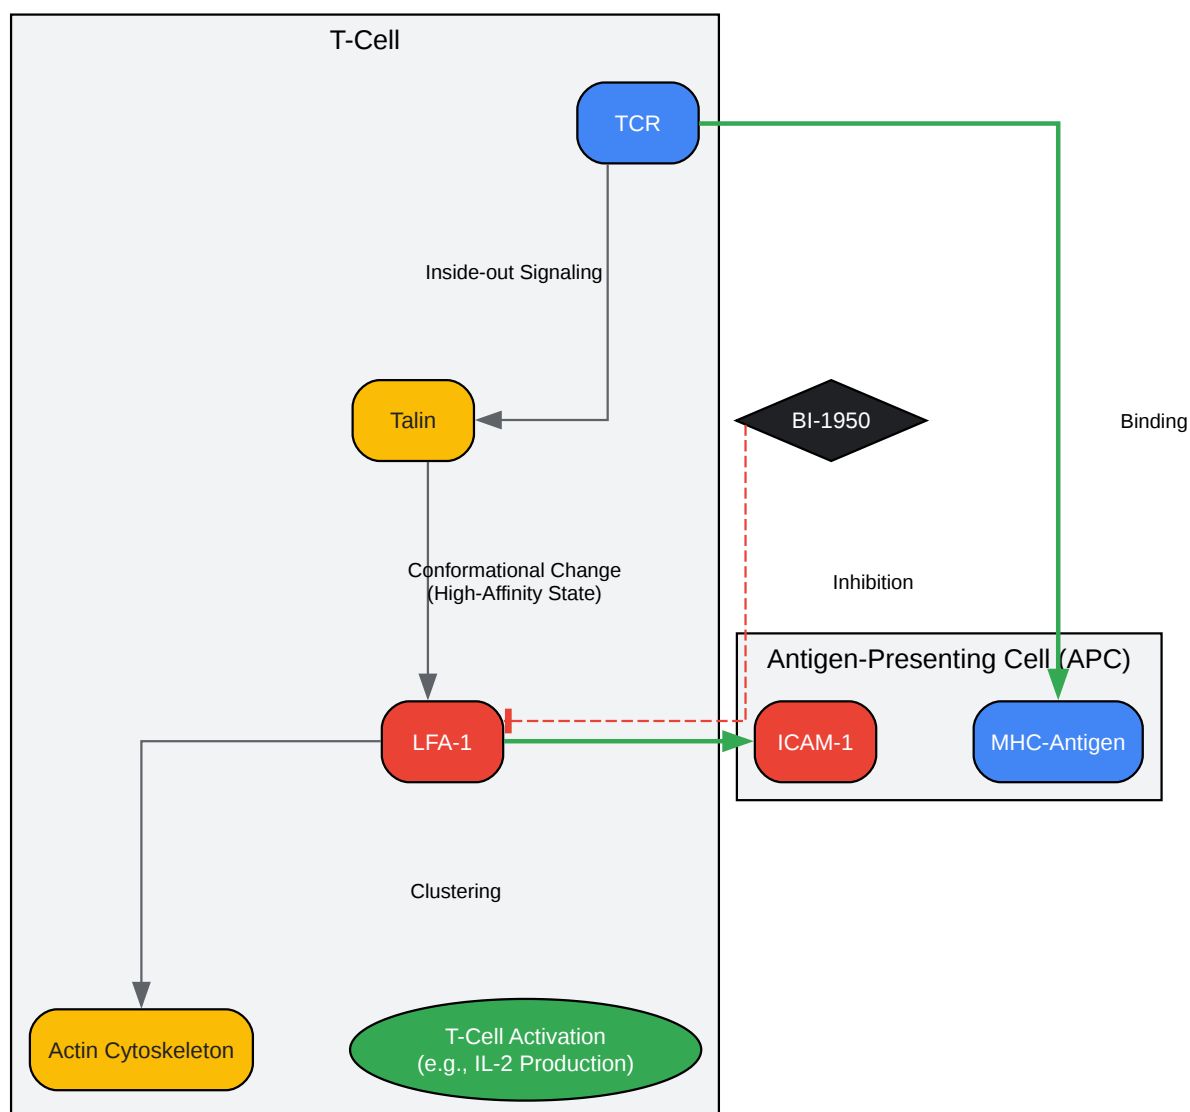 T-Cell
TCR
Inside-out Signaling
Talin
BI-1950
Binding
Conformational Change
(High-Affinity State)
Inhibition
Antigen-Presenting Cell (APC)
LFA-1
ICAM-1
MHC-Antigen
Clustering
Actin Cytoskeleton
T-Cell Activation
(e.g., IL-2 Production)